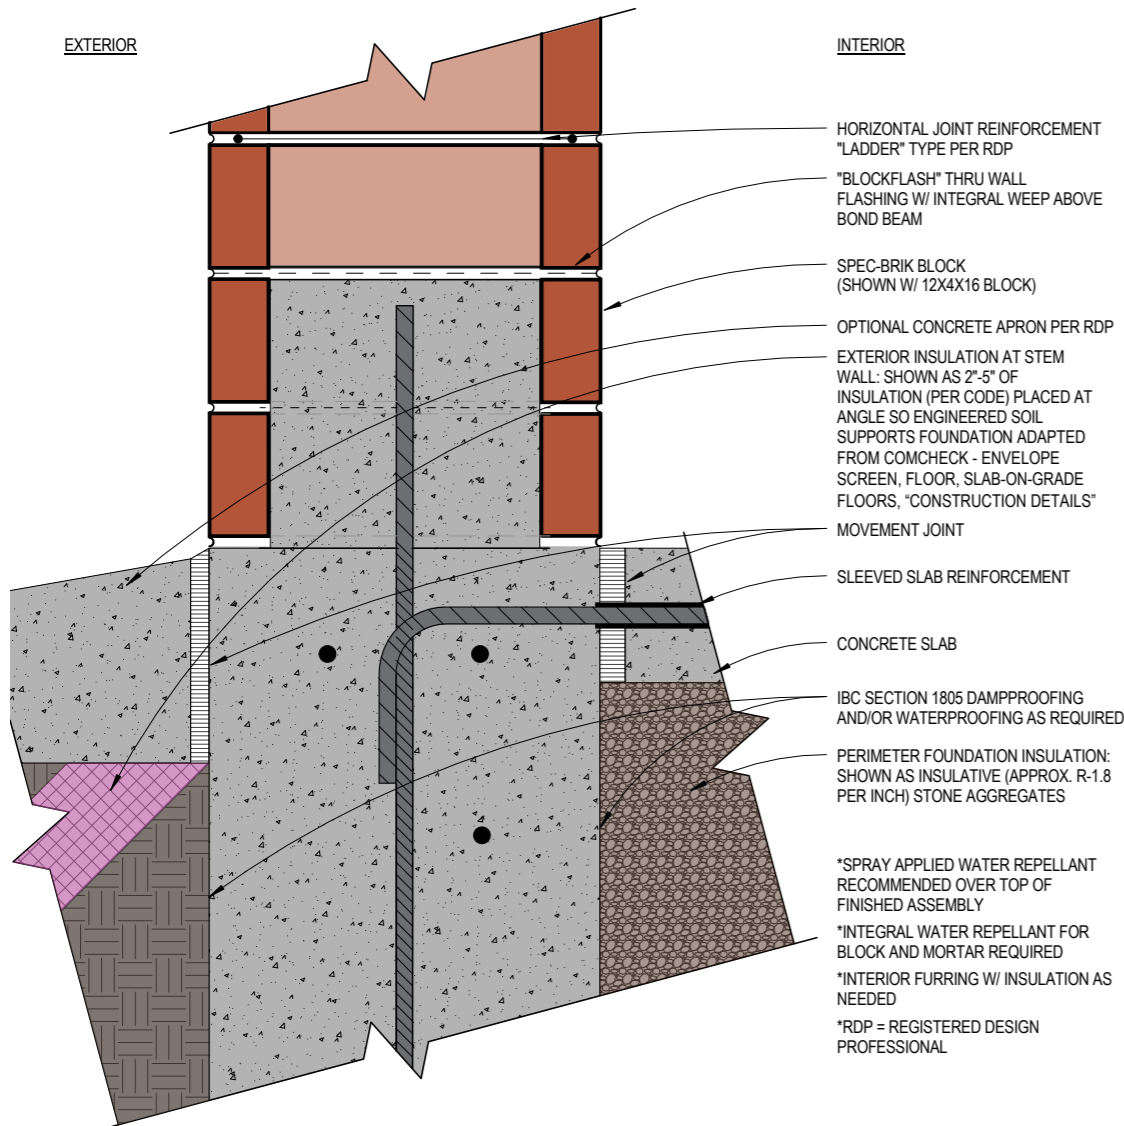 EXTERIOR
INTERIOR
HORIZONTAL JOINT REINFORCEMENT
"LADDER" TYPE PER RDP
"BLOCKFLASH" THRU WALL
FLASHING W/ INTEGRAL WEEP ABOVE
BOND BEAM
SPEC-BRIK BLOCK
(SHOWN W/ 12X4X16 BLOCK)
OPTIONAL CONCRETE APRON PER RDP
EXTERIOR INSULATION AT STEM
WALL: SHOWN AS 2"-5" OF
INSULATION (PER CODE) PLACED AT
ANGLE SO ENGINEERED SOIL
SUPPORTS FOUNDATION ADAPTED
FROM COMCHECK - ENVELOPE
SCREEN, FLOOR, SLAB-ON-GRADE
FLOORS, “CONSTRUCTION DETAILS”
MOVEMENT JOINT
SLEEVED SLAB REINFORCEMENT
CONCRETE SLAB
IBC SECTION 1805 DAMPPROOFING
AND/OR WATERPROOFING AS REQUIRED
PERIMETER FOUNDATION INSULATION:
SHOWN AS INSULATIVE (APPROX. R-1.8
PER INCH) STONE AGGREGATES
*SPRAY APPLIED WATER REPELLANT
RECOMMENDED OVER TOP OF
FINISHED ASSEMBLY
*INTEGRAL WATER REPELLANT FOR
BLOCK AND MORTAR REQUIRED
*INTERIOR FURRING W/ INSULATION AS
NEEDED
*RDP = REGISTERED DESIGN
PROFESSIONAL